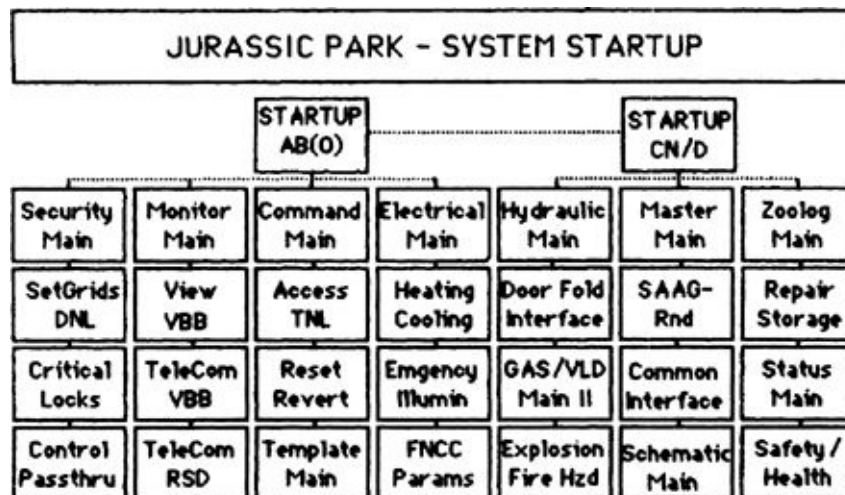 JURASSIC PARK - SYSTEM STARTUP
STARTUP STARTUP
AB(0) CN/D
Security Monitor Command Electrical Hydraulic Master Zoolog
Main Main Main Main Main Main Main
SetGrids View Access Heating Door Fold SAAG- Repair
DNL VBB TNL Cooling Interface Rnd Storage
Critical TeleCom Reset Emgency GAS/VLD Common Status
Locks VBB Revert Illumin Main II Interface Main
Control TeleCom Template FNCC Explosion Schematic Safety/
Passthru RSD Main Params Fire Hzd Main Health